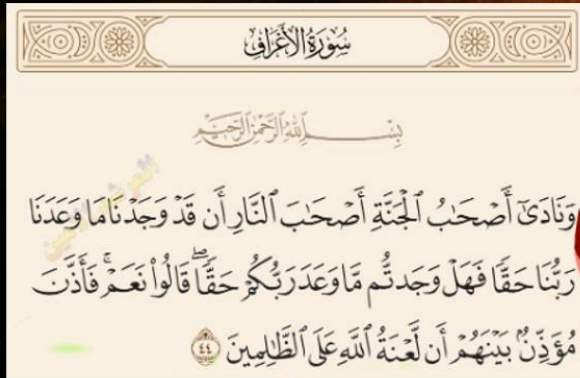 سُورَةُ الأَعْرَافِ
بِسْمِ ٱللَّهِ ٱلرَّحْمَٰنِ ٱلرَّحِيمِ
وَنَادَىٰٓ أَصْحَٰبُ ٱلْجَنَّةِ أَصْحَٰبَ ٱلنَّارِ أَن قَدْ وَجَدْنَا مَا وَعَدَنَا
رَبُّنَا حَقًّا فَهَلْ وَجَدتُّم مَّا وَعَدَ رَبُّكُمْ حَقًّاۖ قَالُوا۟ نَعَمْۚ فَأَذَّنَ
مُؤَذِّنٌۢ بَيْنَهُمْ أَن لَّعْنَةُ ٱللَّهِ عَلَى ٱلظَّٰلِمِينَ ٤٤